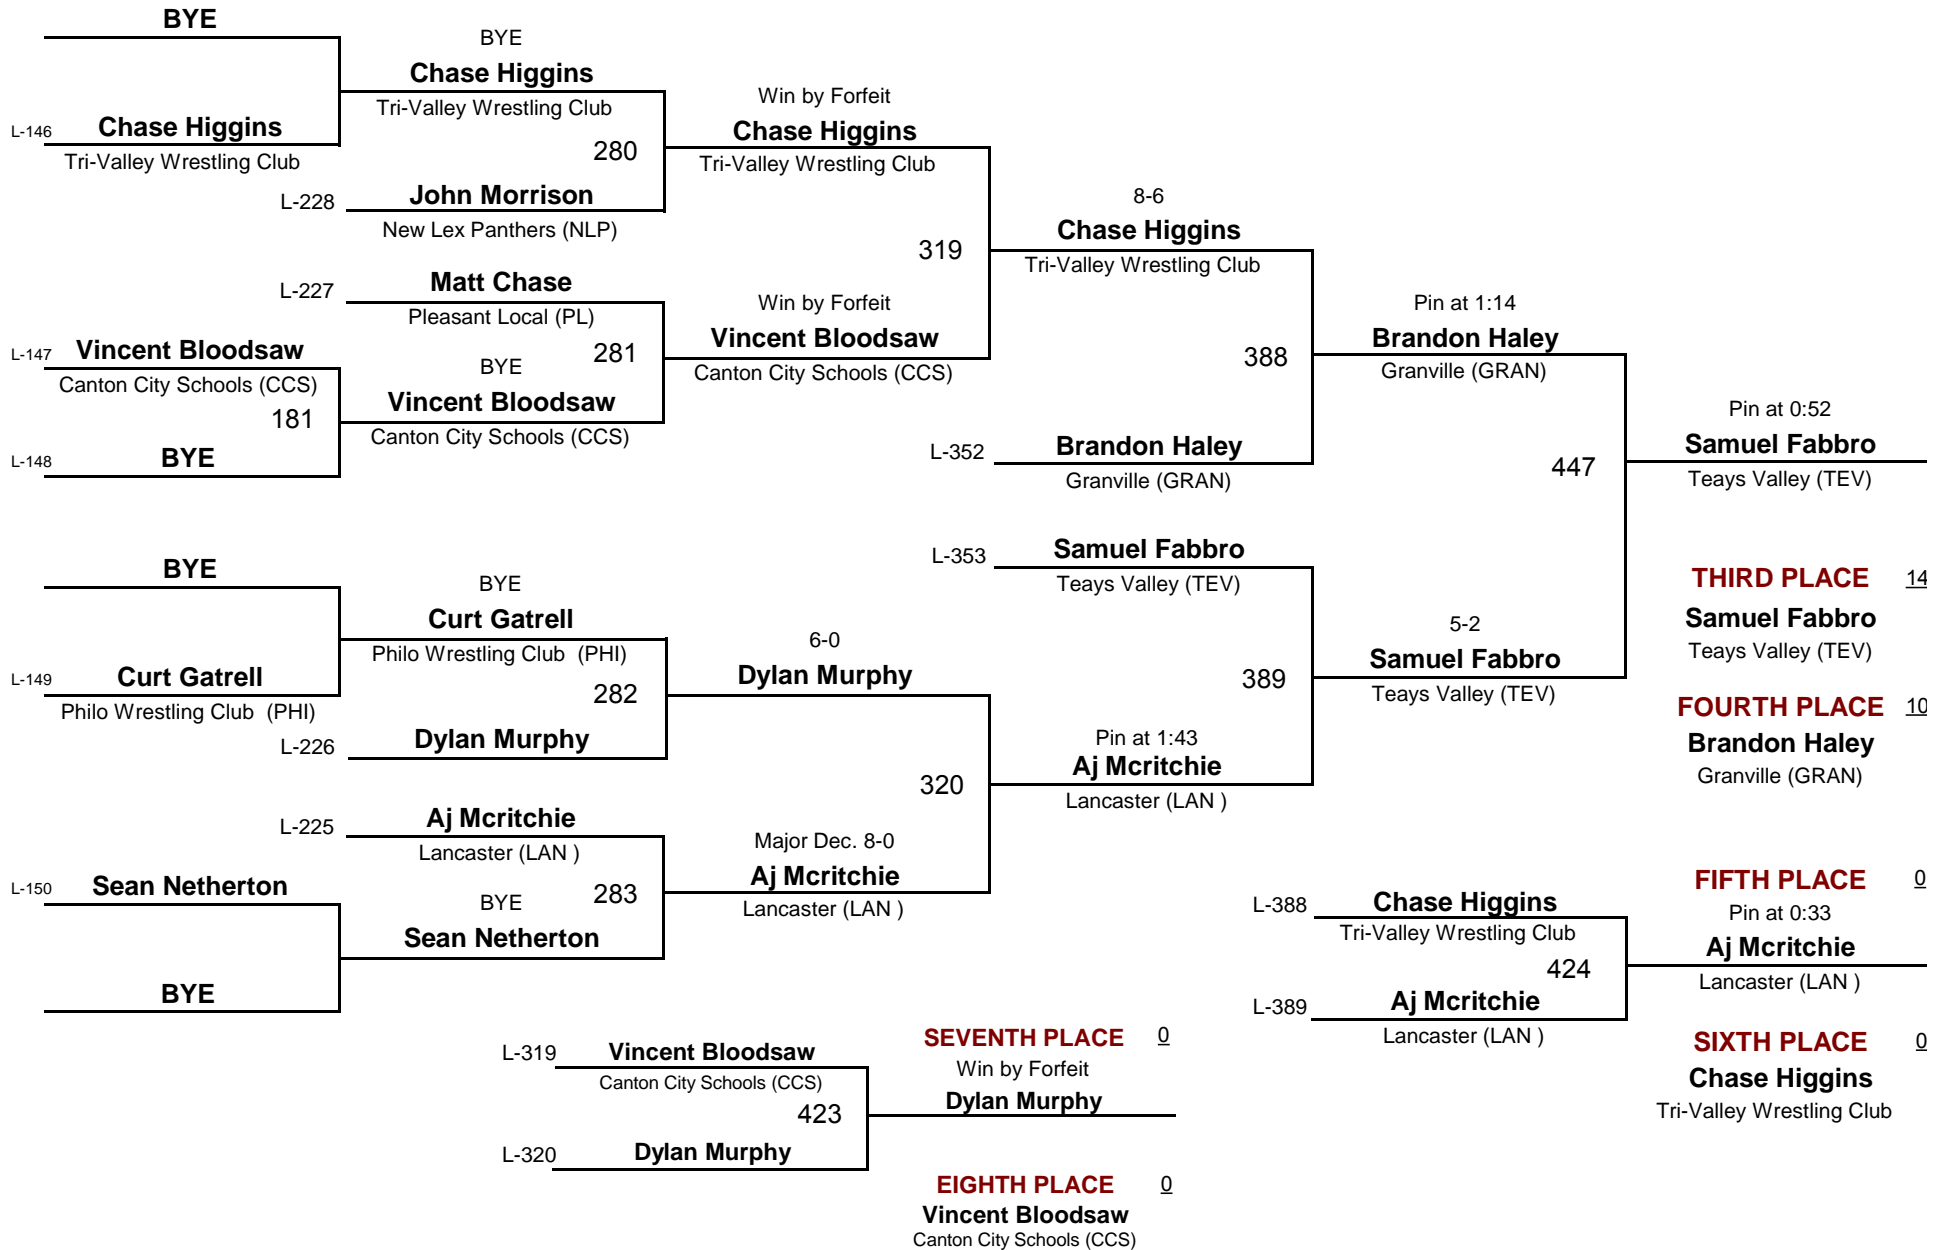 BYE
BYE
Chase Higgins
Tri-Valley Wrestling Club
L-146 Chase Higgins
Tri-Valley Wrestling Club
280
L-228 John Morrison
New Lex Panthers (NLP)
Win by Forfeit
Chase Higgins
Tri-Valley Wrestling Club
319
L-227 Matt Chase
Pleasant Local (PL)
L-147 Vincent Bloodsaw
Canton City Schools (CCS)
181
L-148 BYE
281
BYE
Vincent Bloodsaw
Canton City Schools (CCS)
Win by Forfeit
Vincent Bloodsaw
Canton City Schools (CCS)
8-6
Chase Higgins
Tri-Valley Wrestling Club
388
L-352 Brandon Haley
Granville (GRAN)
Pin at 1:14
Brandon Haley
Granville (GRAN)
447
Pin at 0:52
Samuel Fabbro
Teays Valley (TEV)
BYE
BYE
Curt Gatrell
Philo Wrestling Club (PHI)
L-149 Curt Gatrell
Philo Wrestling Club (PHI)
282
L-226 Dylan Murphy
6-0
Dylan Murphy
320
L-225 Aj Mcritchie
Lancaster (LAN )
L-150 Sean Netherton
283
BYE
Sean Netherton
BYE
Major Dec. 8-0
Aj Mcritchie
Lancaster (LAN )
L-353 Samuel Fabbro
Teays Valley (TEV)
389
Pin at 1:43
Aj Mcritchie
Lancaster (LAN )
5-2
Samuel Fabbro
Teays Valley (TEV)
THIRD PLACE 14
Samuel Fabbro
Teays Valley (TEV)
FOURTH PLACE 10
Brandon Haley
Granville (GRAN)
L-388 Chase Higgins
Tri-Valley Wrestling Club
424
L-389 Aj Mcritchie
Lancaster (LAN )
FIFTH PLACE 0
Pin at 0:33
Aj Mcritchie
Lancaster (LAN )
SIXTH PLACE 0
Chase Higgins
Tri-Valley Wrestling Club
L-319 Vincent Bloodsaw
Canton City Schools (CCS)
423
L-320 Dylan Murphy
SEVENTH PLACE 0
Win by Forfeit
Dylan Murphy
EIGHTH PLACE 0
Vincent Bloodsaw
Canton City Schools (CCS)